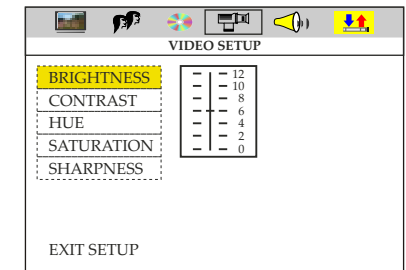 VIDEO SETUP
BRIGHTNESS
CONTRAST
HUE
SATURATION
SHARPNESS
12
10
8
6
4
2
0
EXIT SETUP